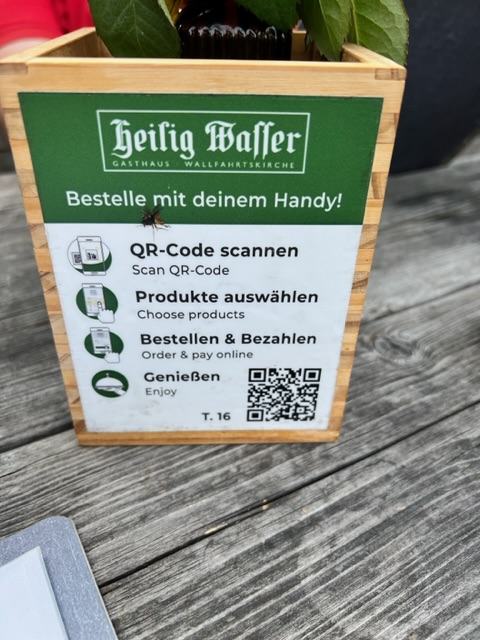 Heilig Wasser
GASTHAUS · WALLFAHRTSKIRCHE
Bestelle mit deinem Handy!
QR-Code scannen
Scan QR-Code
Produkte auswählen
Choose products
Bestellen & Bezahlen
Order & pay online
Genießen
Enjoy
T. 16